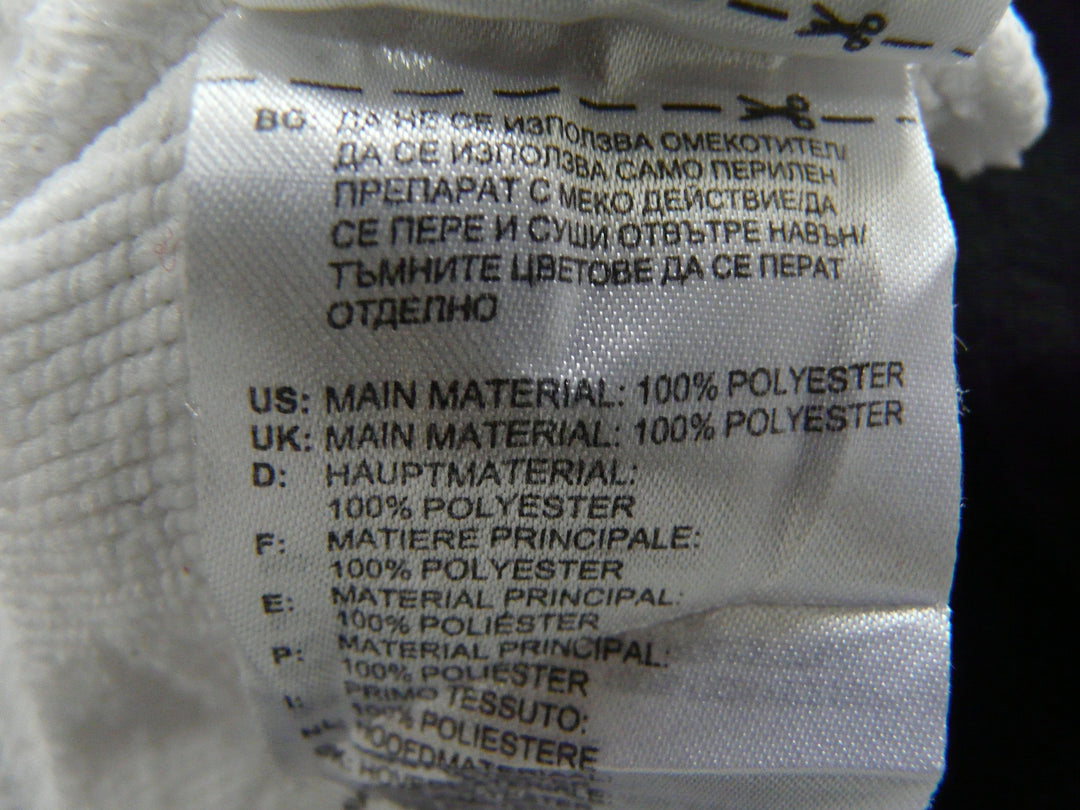 BG: ДА НЕ СЕ ИЗПОЛЗВА ОМЕКОТИТЕЛ/
ДА СЕ ИЗПОЛЗВА САМО ПЕРИЛЕН
ПРЕПАРАТ С МЕКО ДЕЙСТВИЕ/ДА
СЕ ПЕРЕ И СУШИ ОТВЪТРЕ НАВЪН/
ТЪМНИТЕ ЦВЕТОВЕ ДА СЕ ПЕРАТ
ОТДЕЛНО
US: MAIN MATERIAL: 100% POLYESTER
UK: MAIN MATERIAL: 100% POLYESTER
D: HAUPTMATERIAL:
100% POLYESTER
F: MATIERE PRINCIPALE:
100% POLYESTER
E: MATERIAL PRINCIPAL:
100% POLIÉSTER
P: MATERIAL PRINCIPAL:
100% POLIESTER
I: PRIMO TESSUTO:
100% POLIESTERE
NL: